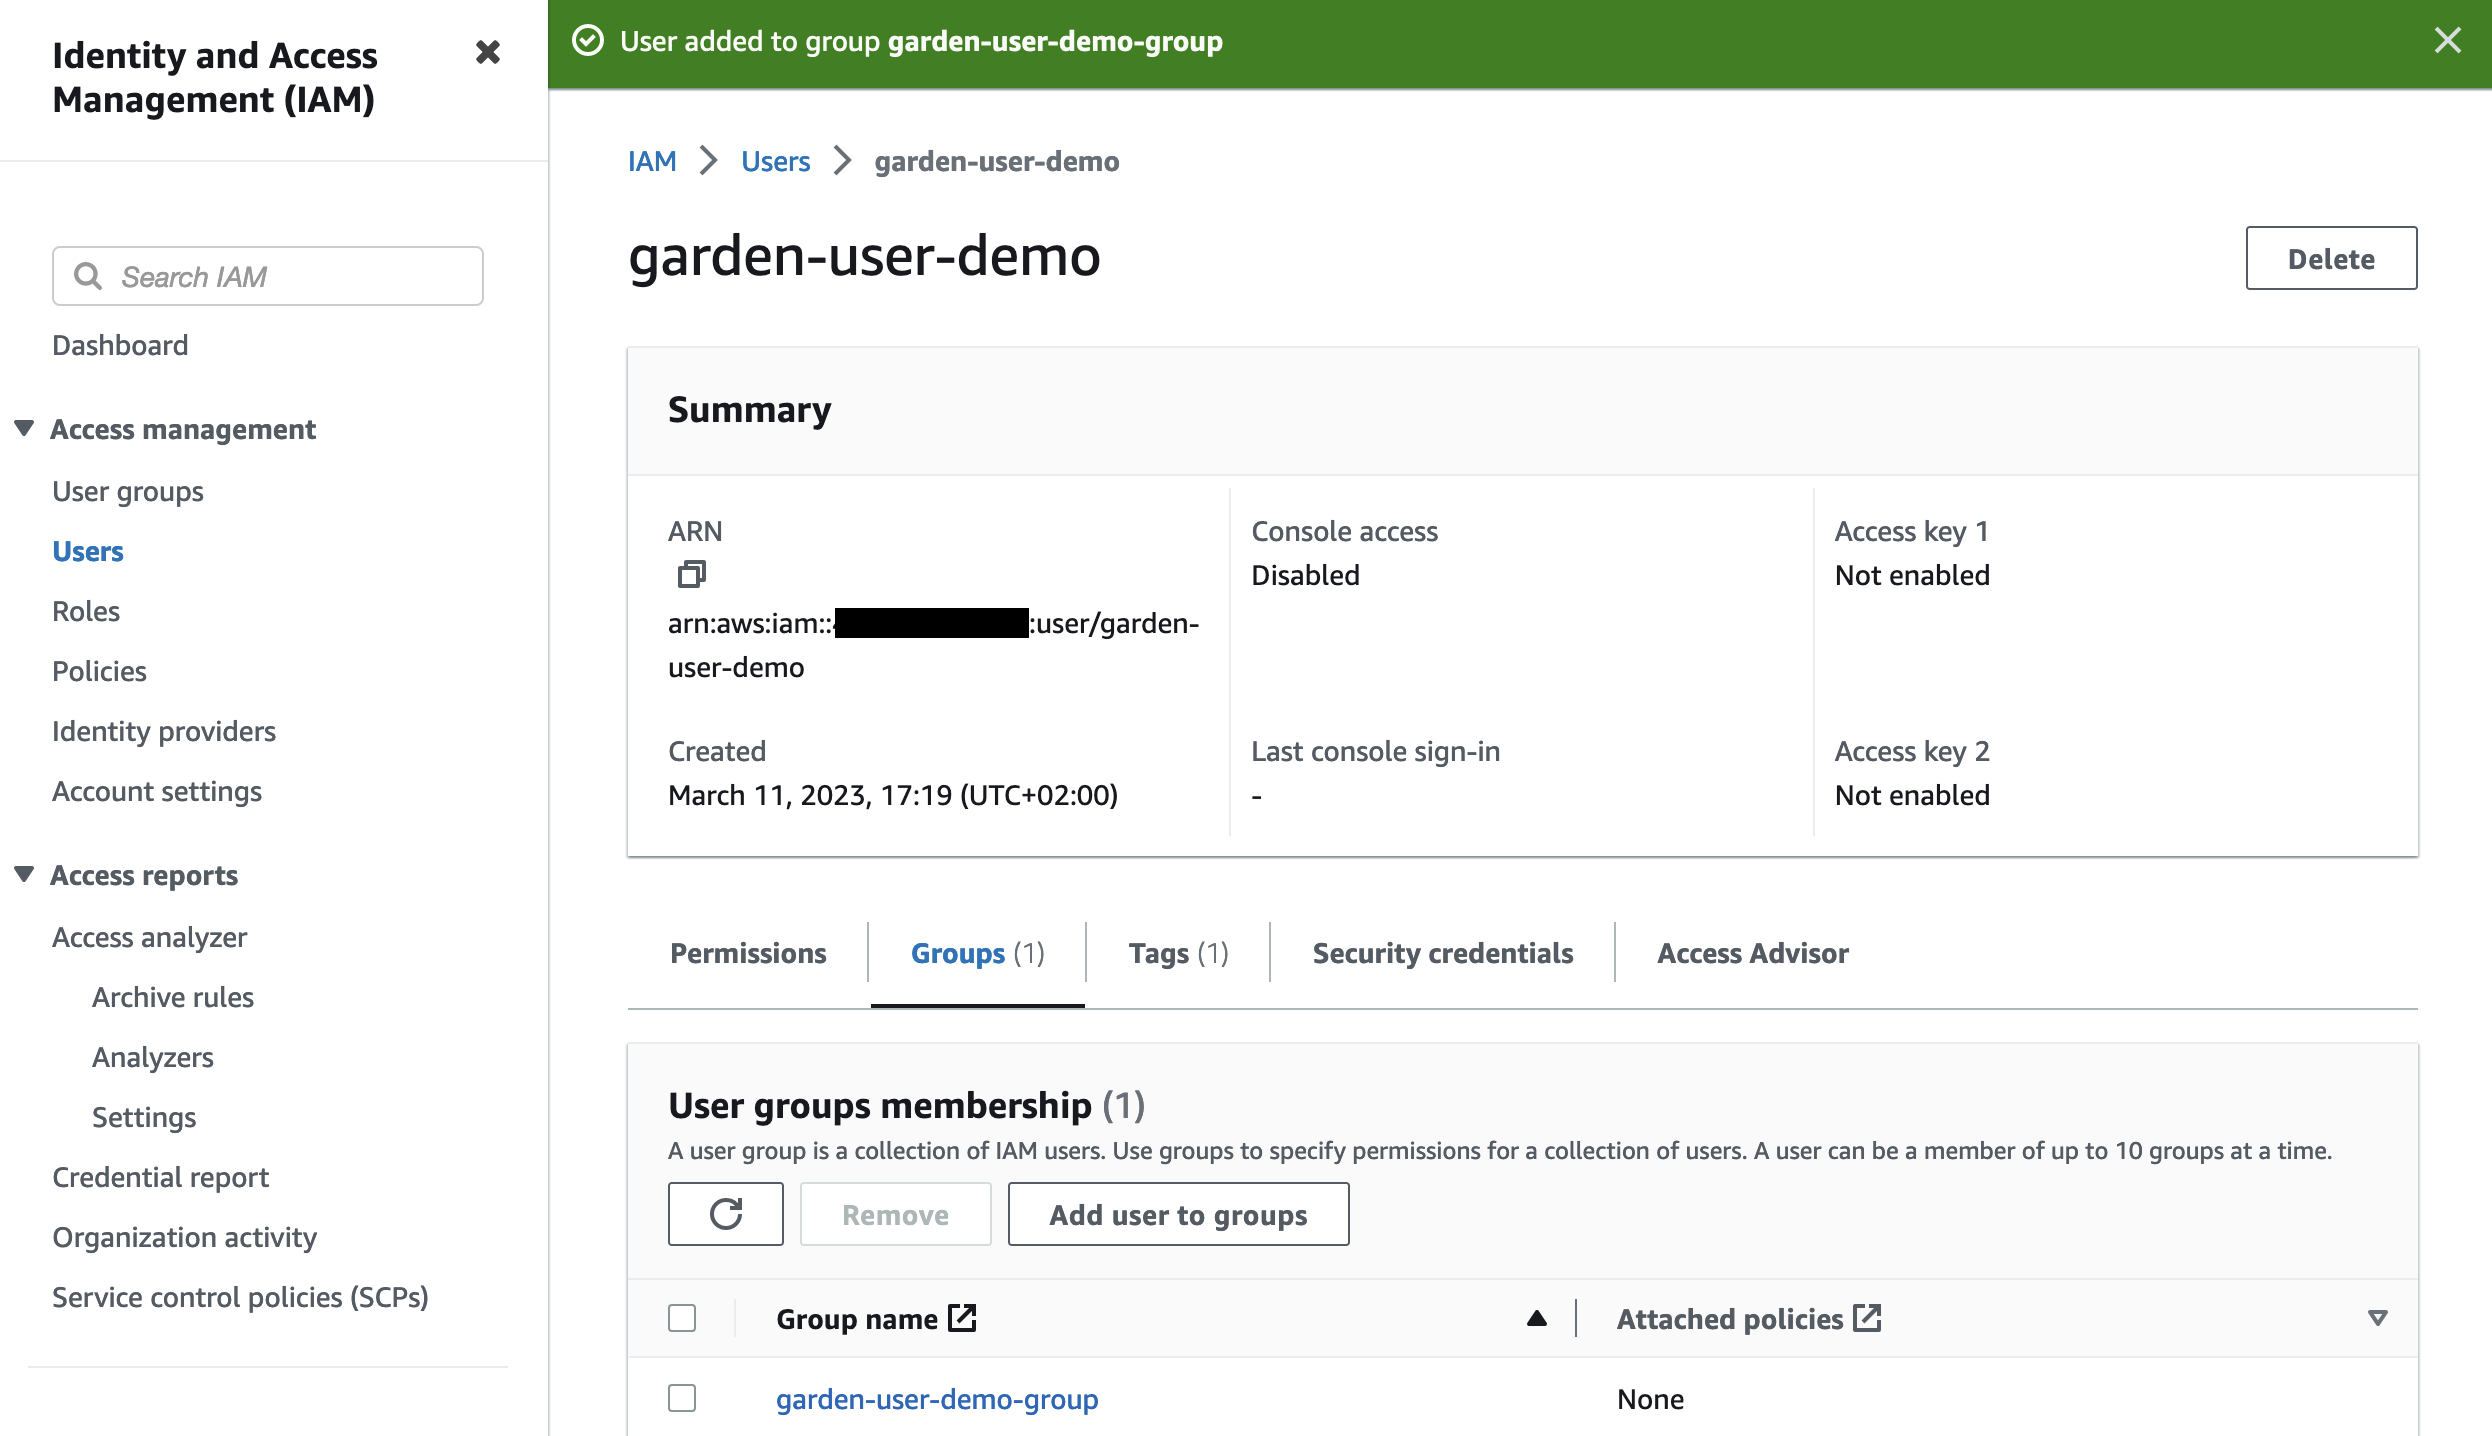 Identity and Access
Management (IAM)
Search IAM
Dashboard
Access management
User groups
Users
Roles
Policies
Identity providers
Account settings
Access reports
Access analyzer
Archive rules
Analyzers
Settings
Credential report
Organization activity
Service control policies (SCPs)
User added to group garden-user-demo-group
IAM > Users > garden-user-demo
garden-user-demo
Delete
Summary
ARN
arn:aws:iam:: :user/garden-
user-demo
Console access
Disabled
Access key 1
Not enabled
Created
March 11, 2023, 17:19 (UTC+02:00)
Last console sign-in
-
Access key 2
Not enabled
Permissions Groups (1) Tags (1) Security credentials Access Advisor
User groups membership (1)
A user group is a collection of IAM users. Use groups to specify permissions for a collection of users. A user can be a member of up to 10 groups at a time.
Remove Add user to groups
Group name Attached policies
garden-user-demo-group None